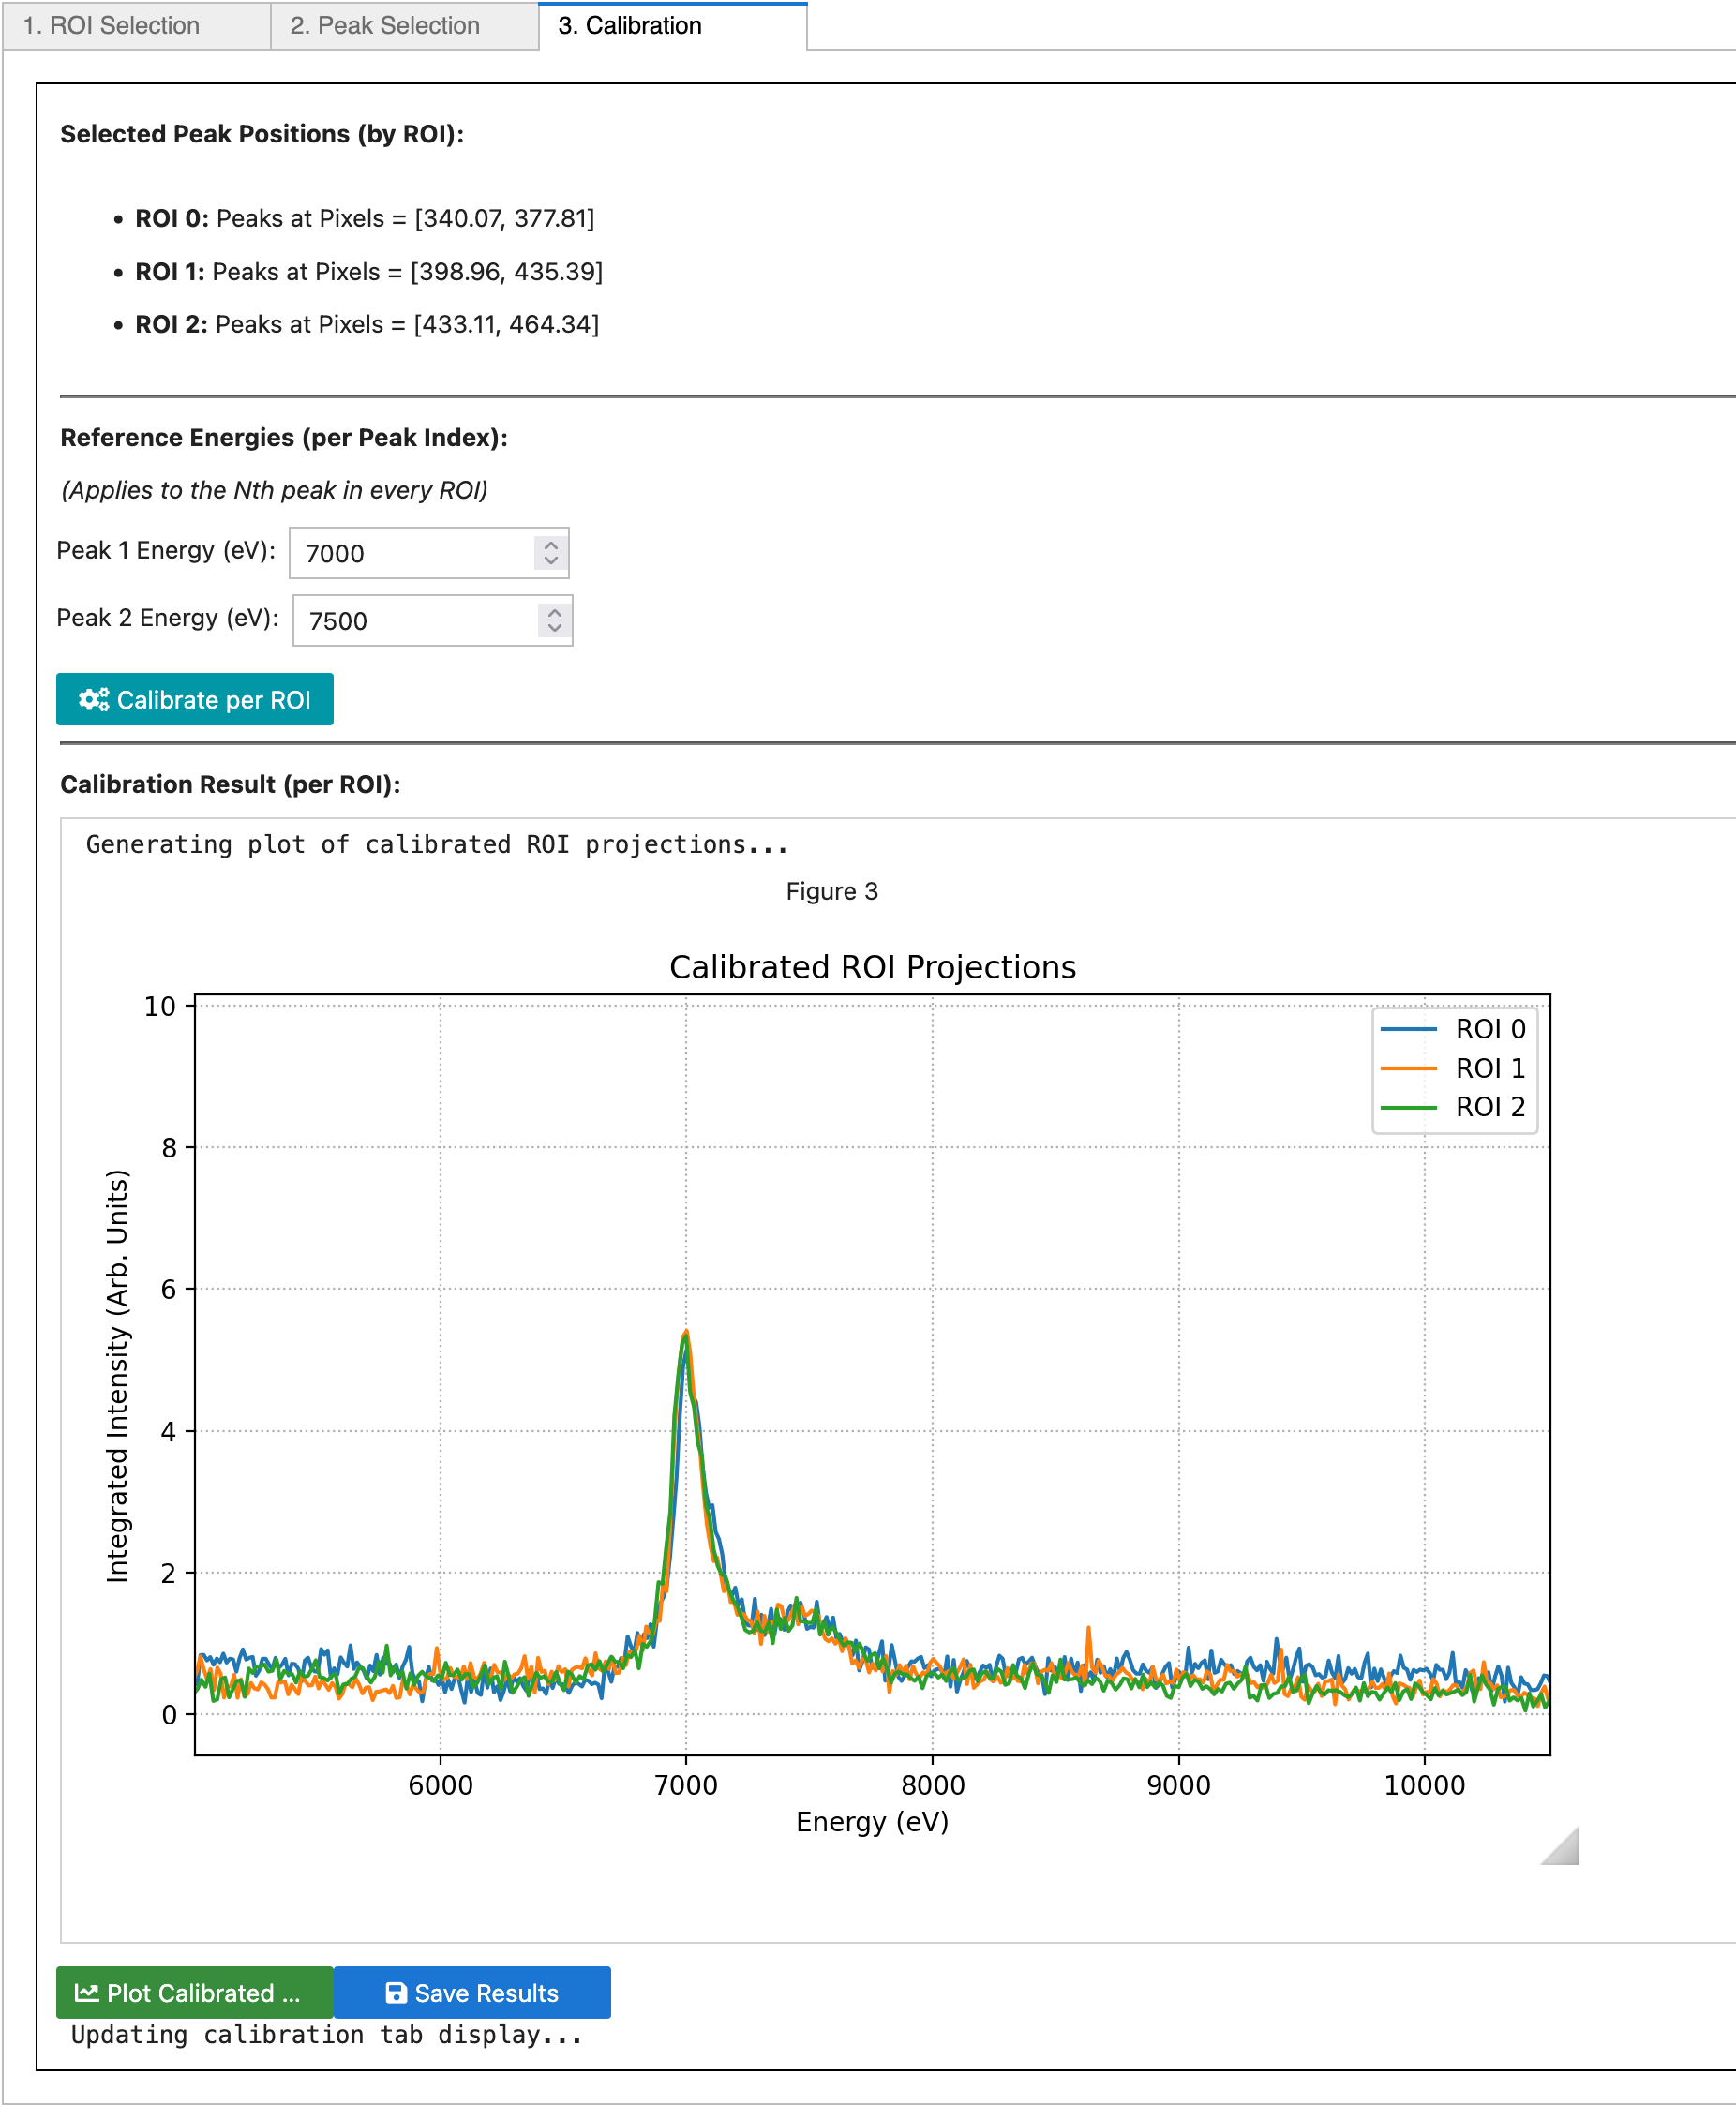 1. ROI Selection
2. Peak Selection
3. Calibration
Selected Peak Positions (by ROI):
• ROI 0: Peaks at Pixels = [340.07, 377.81]
• ROI 1: Peaks at Pixels = [398.96, 435.39]
• ROI 2: Peaks at Pixels = [433.11, 464.34]
Reference Energies (per Peak Index):
(Applies to the Nth peak in every ROI)
Peak 1 Energy (eV): 7000
Peak 2 Energy (eV): 7500
Calibrate per ROI
Calibration Result (per ROI):
Generating plot of calibrated ROI projections...
Figure 3
Calibrated ROI Projections
10
8
6
4
2
0
Integrated Intensity (Arb. Units)
ROI 0
ROI 1
ROI 2
6000 7000 8000 9000 10000
Energy (eV)
Plot Calibrated ...
Save Results
Updating calibration tab display...